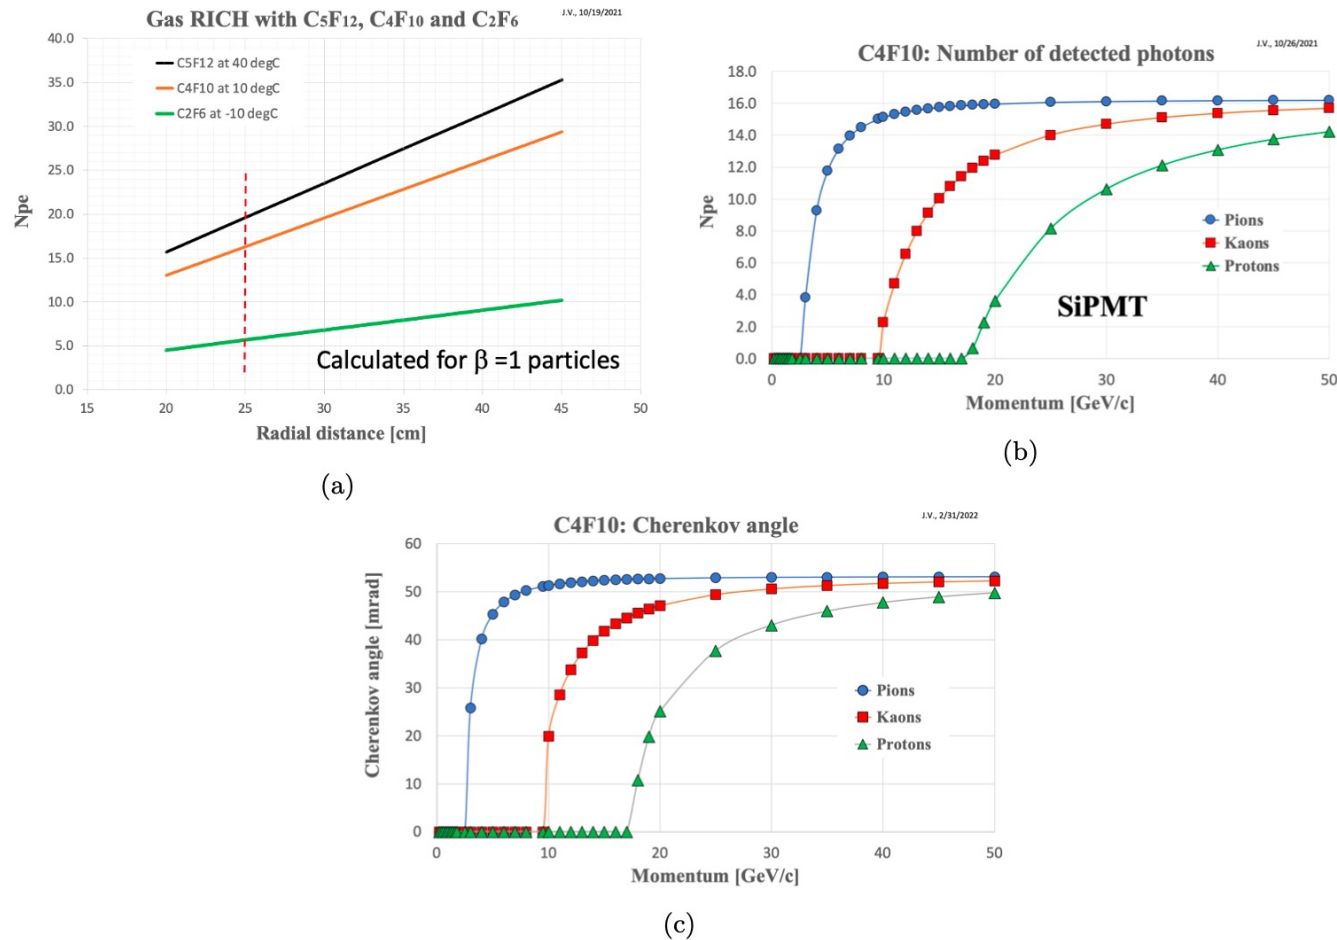 Gas RICH with C5F12, C4F10 and C2F6
J.V., 10/19/2021
40.0
35.0
30.0
25.0
20.0
15.0
10.0
5.0
0.0
Npe
C5F12 at 40 degC
C4F10 at 10 degC
C2F6 at -10 degC
Calculated for β =1 particles
15 20 25 30 35 40 45 50
Radial distance [cm]
(a)
J.V., 10/26/2021
C4F10: Number of detected photons
18.0
16.0
14.0
12.0
10.0
8.0
6.0
4.0
2.0
0.0
Npe
Pions
Kaons
Protons
SiPMT
0 10 20 30 40 50
Momentum [GeV/c]
(b)
J.V., 2/31/2022
C4F10: Cherenkov angle
60
50
40
30
20
10
0
Cherenkov angle [mrad]
Pions
Kaons
Protons
0 10 20 30 40 50
Momentum [GeV/c]
(c)